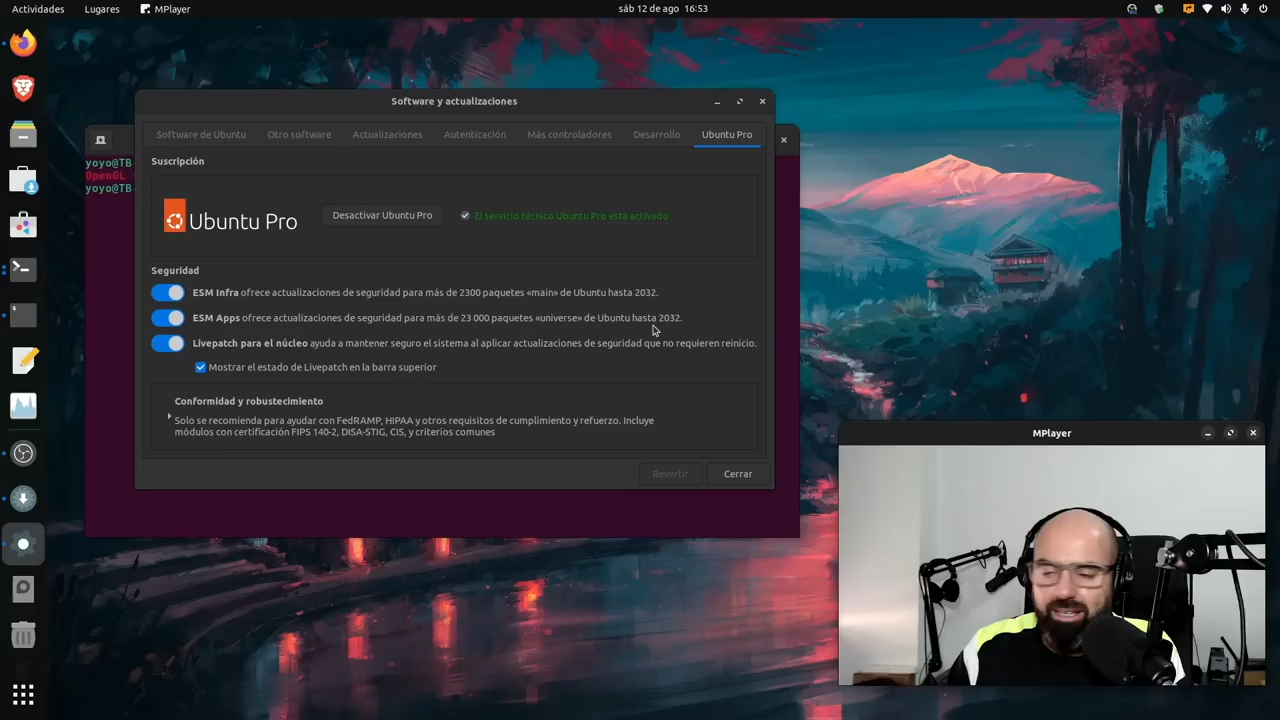 Actividades Lugares MPlayer sáb 12 de ago 16:53
Software y actualizaciones
Software de Ubuntu Otro software Actualizaciones Autenticación Más controladores Desarrollo Ubuntu Pro
yoyo@TB
OpenGL
yoyo@TB
Suscripción
Ubuntu Pro Desactivar Ubuntu Pro El servicio técnico Ubuntu Pro está activado
Seguridad
ESM Infra ofrece actualizaciones de seguridad para más de 2300 paquetes «main» de Ubuntu hasta 2032.
ESM Apps ofrece actualizaciones de seguridad para más de 23 000 paquetes «universe» de Ubuntu hasta 2032.
Livepatch para el núcleo ayuda a mantener seguro el sistema al aplicar actualizaciones de seguridad que no requieren reinicio.
Mostrar el estado de Livepatch en la barra superior
Conformidad y robustecimiento
Solo se recomienda para ayudar con FedRAMP, HIPAA y otros requisitos de cumplimiento y refuerzo. Incluye
módulos con certificación FIPS 140-2, DISA-STIG, CIS, y criterios comunes
Revertir Cerrar
MPlayer